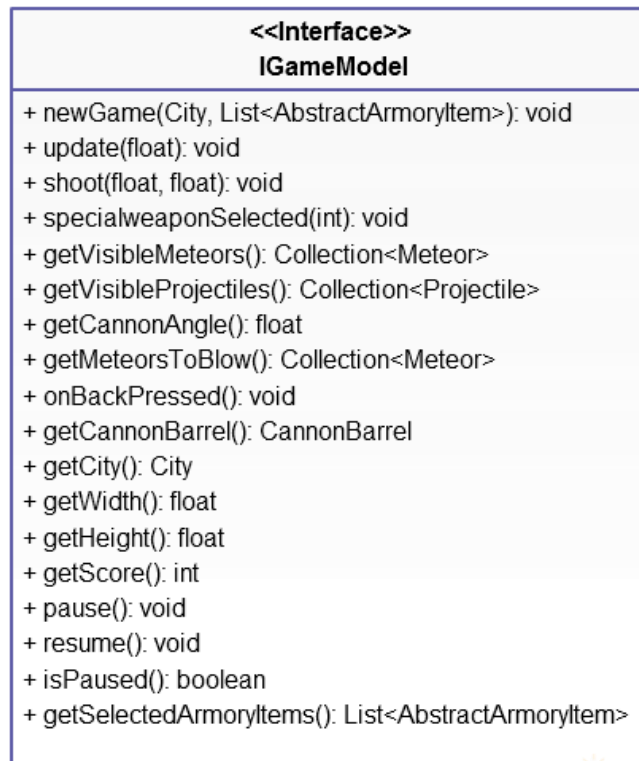 <<Interface>>
IGameModel
+ newGame(City, List<AbstractArmoryItem>): void
+ update(float): void
+ shoot(float, float): void
+ specialweaponSelected(int): void
+ getVisibleMeteors(): Collection<Meteor>
+ getVisibleProjectiles(): Collection<Projectile>
+ getCannonAngle(): float
+ getMeteorsToBlow(): Collection<Meteor>
+ onBackPressed(): void
+ getCannonBarrel(): CannonBarrel
+ getCity(): City
+ getWidth(): float
+ getHeight(): float
+ getScore(): int
+ pause(): void
+ resume(): void
+ isPaused(): boolean
+ getSelectedArmoryItems(): List<AbstractArmoryItem>